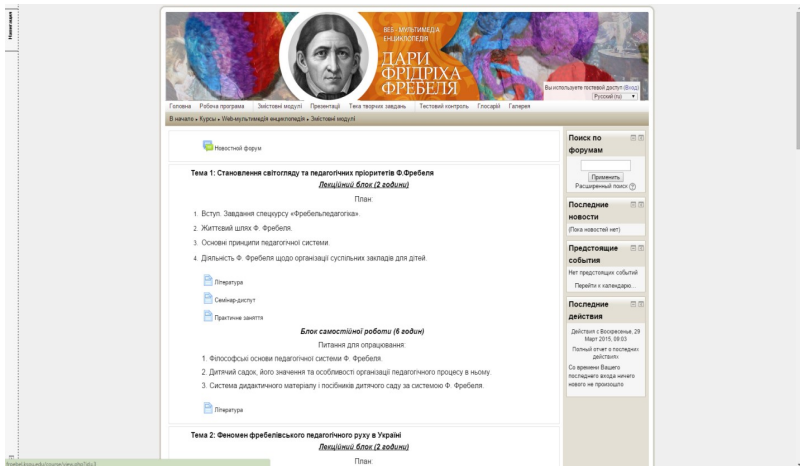 Навигация
ВЕБ - МУЛЬТИМЕДІА
ЕНЦИКЛОПЕДІЯ
ДАРИ
ФРІДРІХА
ФРЕБЕЛЯ
Вы используете гостевой доступ (Вход)
Русский (ru)
Головна Робоча програма Змістовні модулі Презентації Тека творчих завдань Тестовий контроль Глосарій Галерея
В начало » Курсы » Web-мультимедія енциклопедія » Змістовні модулі
Новостной форум
Тема 1: Становлення світогляду та педагогічних пріоритетів Ф.Фребеля
Лекційний блок (2 години)
План:
1. Вступ. Завдання спецкурсу «Фребельпедагогіка».
2. Життєвий шлях Ф. Фребеля.
3. Основні принципи педагогічної системи.
4. Діяльність Ф. Фребеля щодо організації суспільних закладів для дітей.
Література
Семінар-диспут
Практичне заняття
Блок самостійної роботи (6 годин)
Питання для опрацювання:
1. Філософські основи педагогічної системи Ф. Фребеля.
2. Дитячий садок, його значення та особливості організації педагогічного процесу в ньому.
3. Система дидактичного матеріалу і посібників дитячого саду за системою Ф. Фребеля.
Література
Тема 2: Феномен фребелівського педагогічного руху в Україні
Лекційний блок (2 години)
План:
Поиск по
форумам
Применить
Расширенный поиск
Последние
новости
(Пока новостей нет)
Предстоящие
события
Нет предстоящих событий
Перейти к календарю...
Последние
действия
Действия с Воскресенье, 29
Март 2015, 09:03
Полный отчет о последних
действиях
Со времени Вашего
последнего входа ничего
нового не произошло